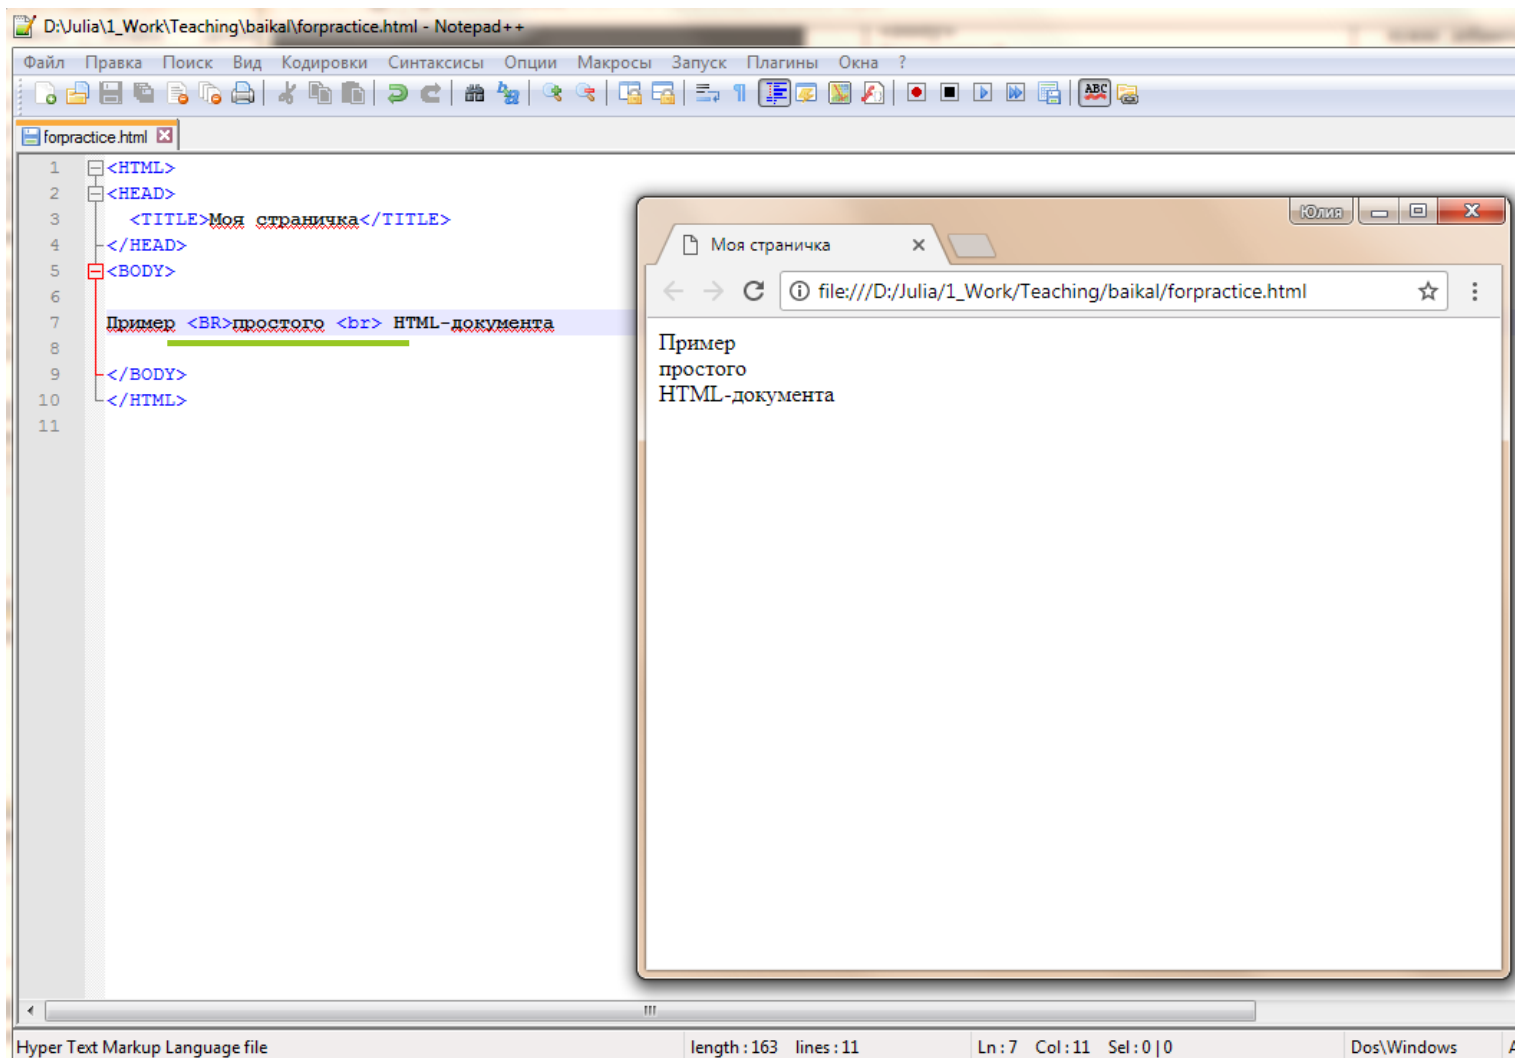 D:\Julia\1_Work\Teaching\baikal\forpractice.html - Notepad++
Файл Правка Поиск Вид Кодировки Синтаксисы Опции Макросы Запуск Плагины Окна ?
ABC
forpractice.html
1 <HTML>
2 <HEAD>
3 <TITLE>Моя страничка</TITLE>
4 </HEAD>
5 <BODY>
6
7 Пример <BR>простого <br> HTML-документа
8
9 </BODY>
10 </HTML>
11
Юлия
Моя страничка
file:///D:/Julia/1_Work/Teaching/baikal/forpractice.html
Пример
простого
HTML-документа
Hyper Text Markup Language file length : 163 lines : 11 Ln : 7 Col : 11 Sel : 0 | 0 Dos\Windows